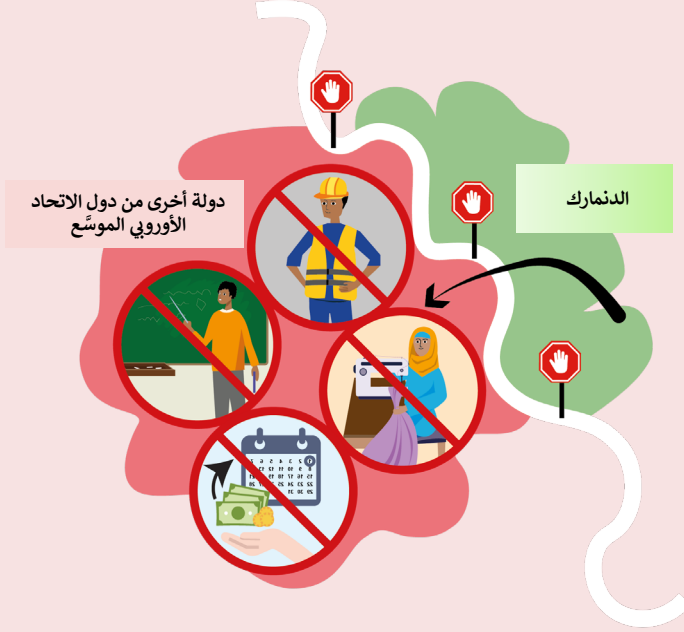 الدنمارك
دولة أخرى من دول الاتحاد
الأوروبي الموسَّع